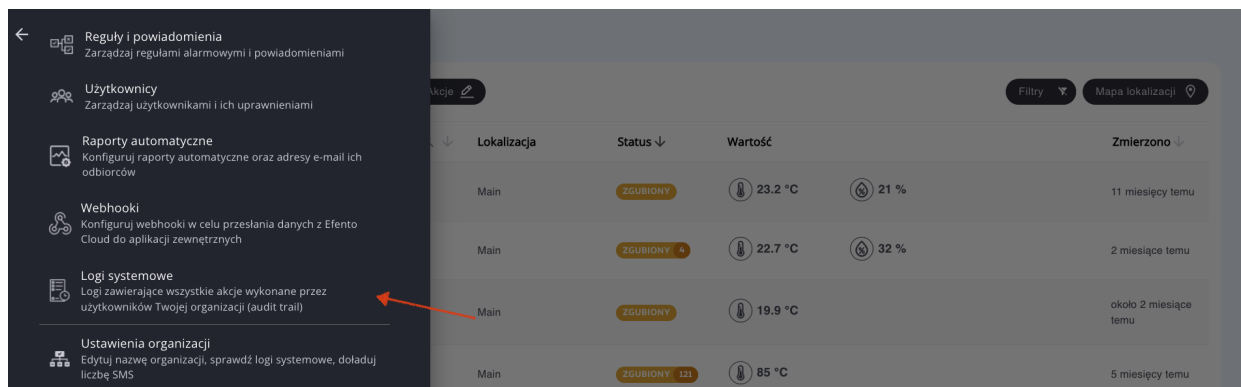 Reguły i powiadomienia
Zarządzaj regułami alarmowymi i powiadomieniami
Użytkownicy
Zarządzaj użytkownikami i ich uprawnieniami
Raporty automatyczne
Konfiguruj raporty automatyczne oraz adresy e-mail ich
odbiorców
Webhooki
Konfiguruj webhooki w celu przesłania danych z Efento
Cloud do aplikacji zewnętrznych
Logi systemowe
Logi zawierające wszystkie akcje wykonane przez
użytkowników Twojej organizacji (audit trail)
Ustawienia organizacji
Edytuj nazwę organizacji, sprawdź logi systemowe, doładuj
liczbę SMS
Akcje Filtry Mapa lokalizacji
Lokalizacja Status Wartość Zmierzono
Main ZGUBIONY 23.2 °C 21 % 11 miesięcy temu
Main ZGUBIONY 4 22.7 °C 32 % 2 miesiące temu
Main ZGUBIONY 19.9 °C około 2 miesiące
temu
Main ZGUBIONY 121 85 °C 5 miesięcy temu